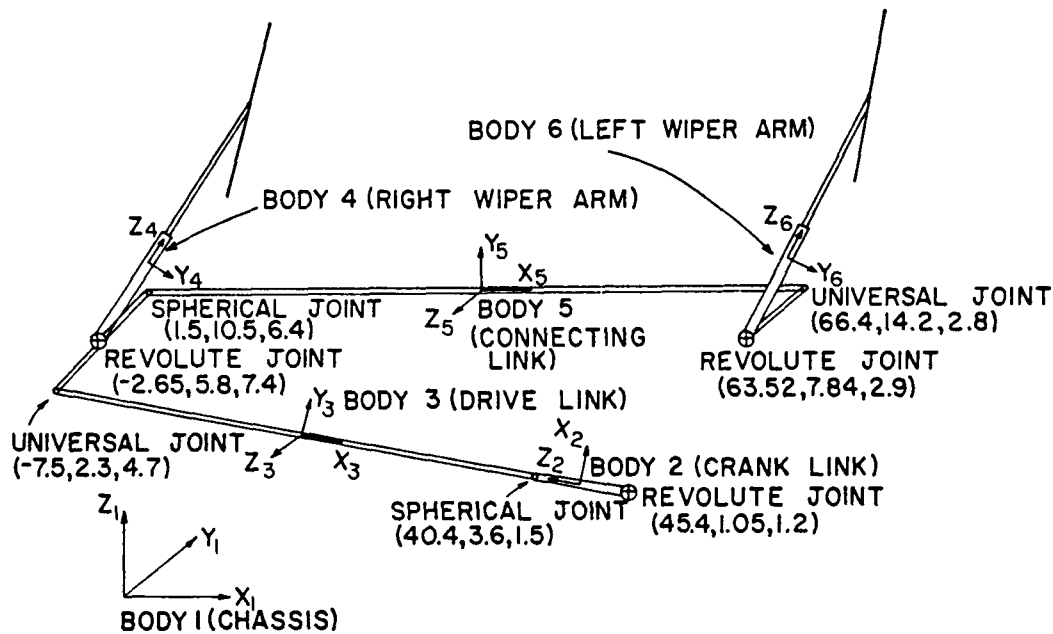 BODY 6 (LEFT WIPER ARM)
BODY 4 (RIGHT WIPER ARM)
Z4
Y4
Z6
Y6
Y5
X5
Z5
SPHERICAL JOINT
(1.5,10.5,6.4)
BODY 5
(CONNECTING
LINK)
UNIVERSAL JOINT
(66.4,14.2,2.8)
REVOLUTE JOINT
(-2.65,5.8,7.4)
REVOLUTE JOINT
(63.52,7.84,2.9)
Y3
BODY 3 (DRIVE LINK)
UNIVERSAL JOINT
(-7.5,2.3,4.7)
Z3
X3
X2
Z2
BODY 2 (CRANK LINK)
SPHERICAL JOINT
(40.4,3.6,1.5)
REVOLUTE JOINT
(45.4,1.05,1.2)
Z1
Y1
X1
BODY 1 (CHASSIS)